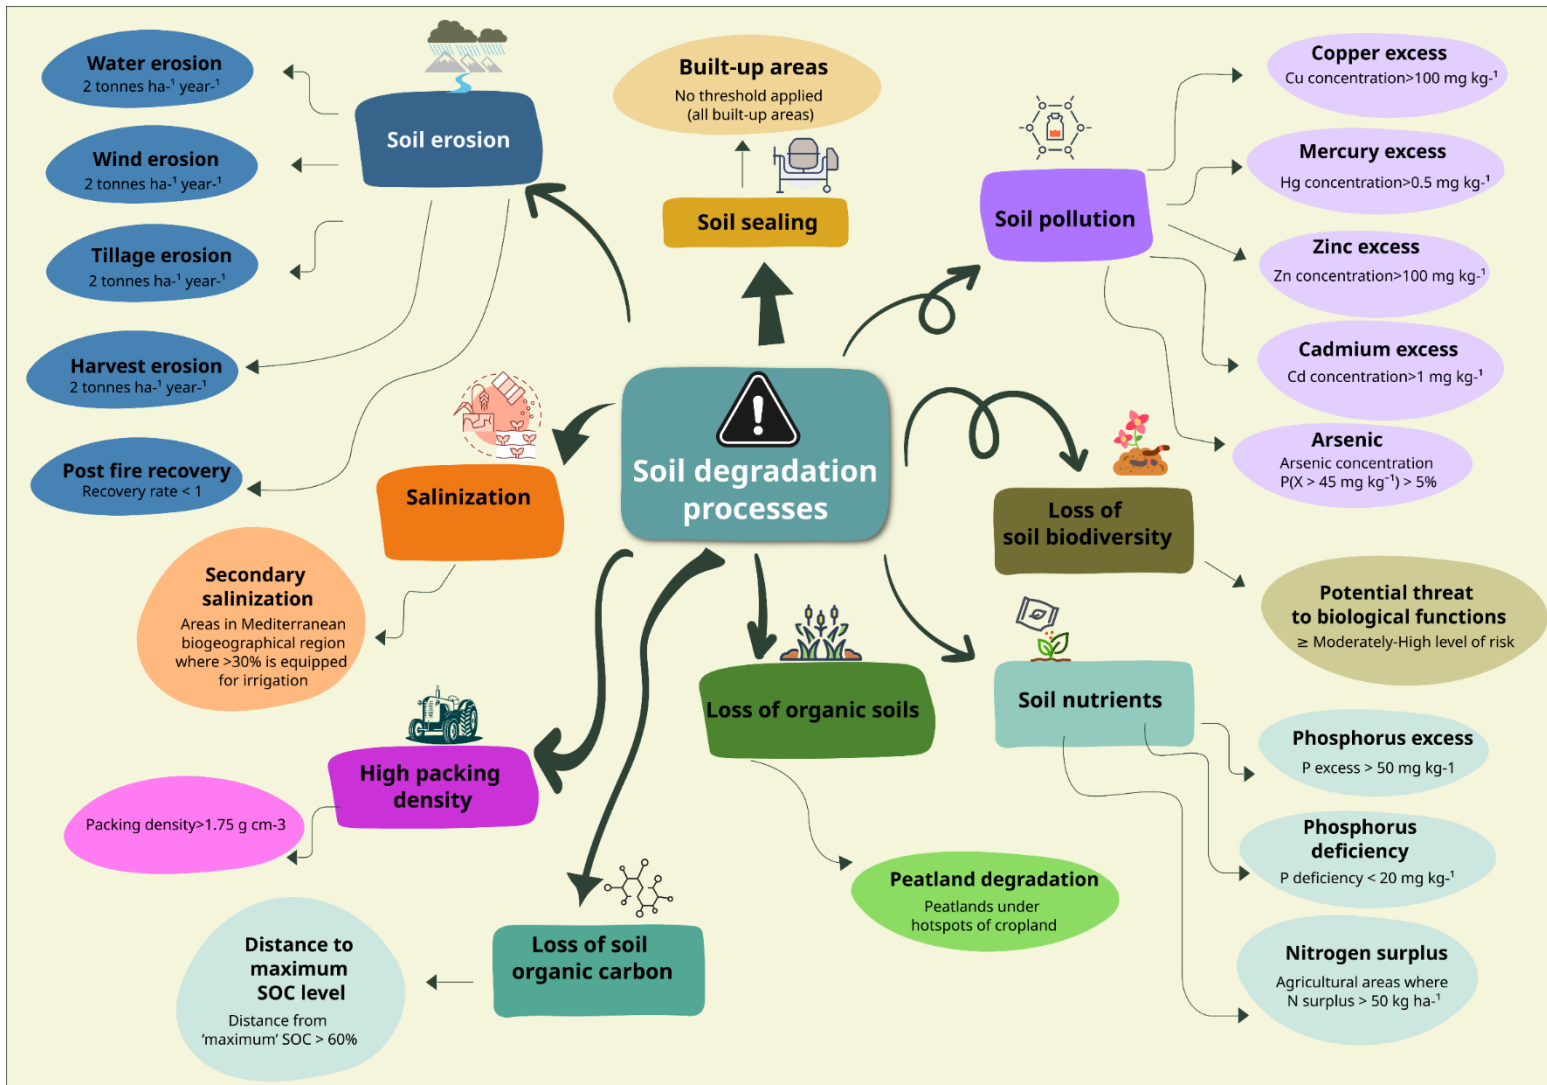 Water erosion
2 tonnes ha-¹ year-¹
Wind erosion
2 tonnes ha-¹ year-¹
Tillage erosion
2 tonnes ha-¹ year-¹
Harvest erosion
2 tonnes ha-¹ year-¹
Post fire recovery
Recovery rate < 1
Soil erosion
Built-up areas
No threshold applied
(all built-up areas)
Soil sealing
Soil pollution
Copper excess
Cu concentration>100 mg kg-¹
Mercury excess
Hg concentration>0.5 mg kg-¹
Zinc excess
Zn concentration>100 mg kg-¹
Cadmium excess
Cd concentration>1 mg kg-¹
Arsenic
Arsenic concentration
P(X > 45 mg kg⁻¹) > 5%
Soil degradation
processes
Salinization
Secondary
salinization
Areas in Mediterranean
biogeographical region
where >30% is equipped
for irrigation
Loss of
soil biodiversity
Potential threat
to biological functions
≥ Moderately-High level of risk
Soil nutrients
Phosphorus excess
P excess > 50 mg kg-1
Phosphorus
deficiency
P deficiency < 20 mg kg-¹
Nitrogen surplus
Agricultural areas where
N surplus > 50 kg ha-¹
Loss of organic soils
Peatland degradation
Peatlands under
hotspots of cropland
High packing
density
Packing density>1.75 g cm-3
Loss of soil
organic carbon
Distance to
maximum
SOC level
Distance from
‘maximum’ SOC > 60%